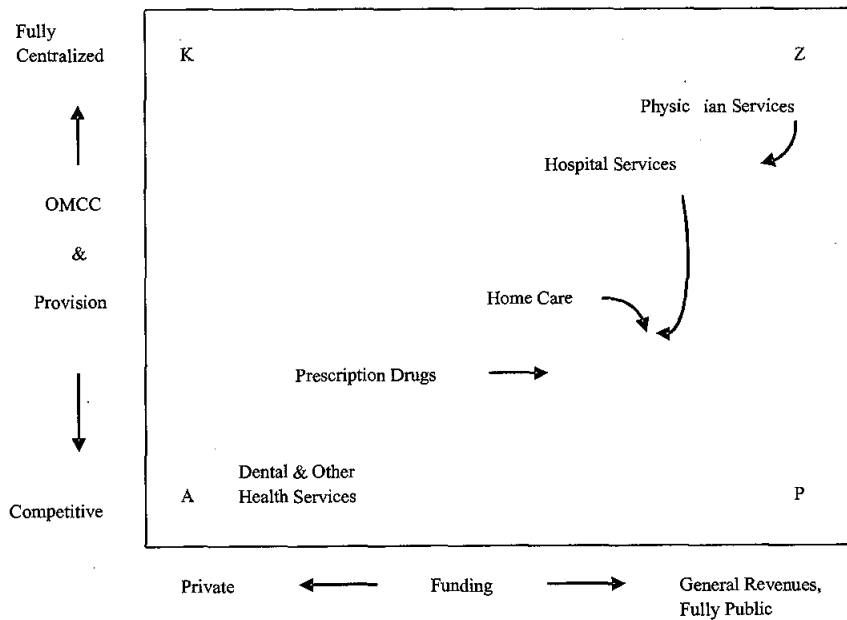 Fully
Centralized
K
Z
Physic ian Services
Hospital Services
OMCC
&
Provision
Home Care
Prescription Drugs
Dental & Other
Health Services
A
P
Competitive
Private
Funding
General Revenues,
Fully Public